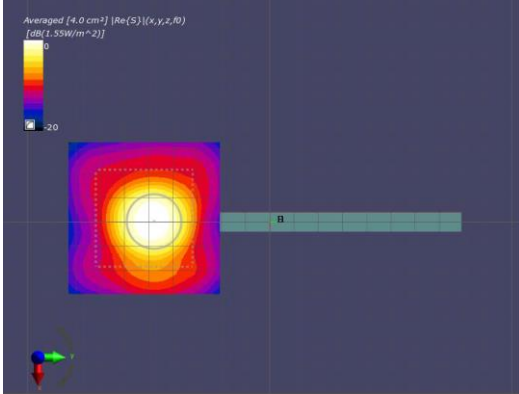 Averaged [4.0 cm²] |Re{S}|(x,y,z,f0)
[dB(1.55W/m^2)]
0
-20
B
y